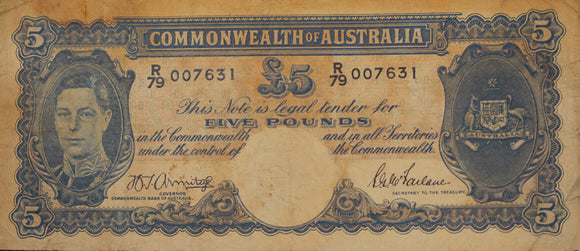 5 COMMONWEALTH OF AUSTRALIA 5
R/79 007631 £5 R/79 007631
This Note is legal tender for
FIVE POUNDS
in the Commonwealth and in all Territories
under the control of the Commonwealth.
AUSTRALIA
H.T. Armitage S.G. McFarlane
GOVERNOR SECRETARY TO THE TREASURY
COMMONWEALTH BANK OF AUSTRALIA
5 5